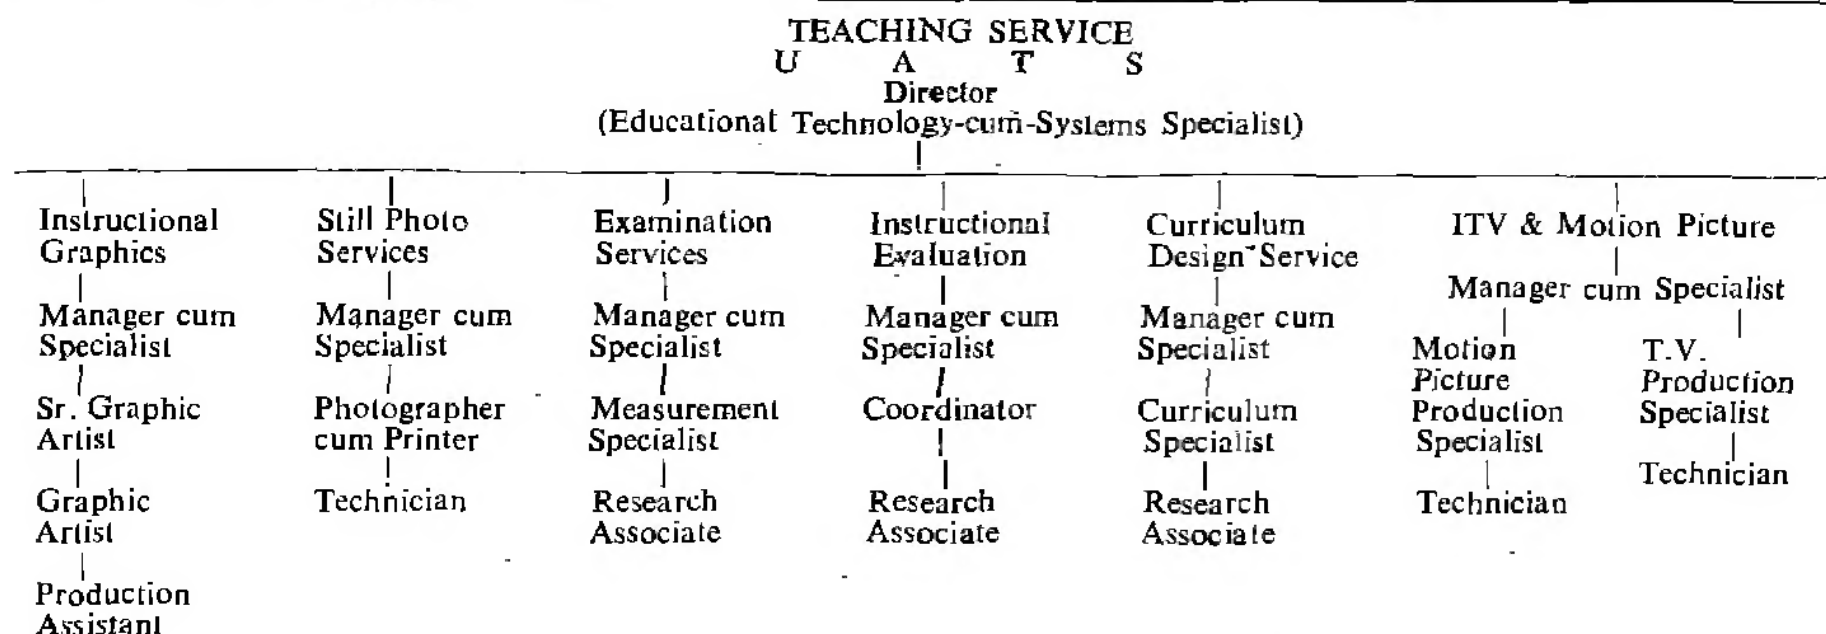 TEACHING SERVICE
U A T S
Director
(Educational Technology-cum-Systems Specialist)
Instructional
Graphics
Manager cum
Specialist
Sr. Graphic
Artist
Graphic
Artist
Production
Assistant
Still Photo
Services
Manager cum
Specialist
Photographer
cum Printer
Technician
Examination
Services
Manager cum
Specialist
Measurement
Specialist
Research
Associate
Instructional
Evaluation
Manager cum
Specialist
Coordinator
Research
Associate
Curriculum
Design Service
Manager cum
Specialist
Curriculum
Specialist
Research
Associate
ITV & Motion Picture
Manager cum Specialist
Motion
Picture
Production
Specialist
Technician
T.V.
Production
Specialist
Technician